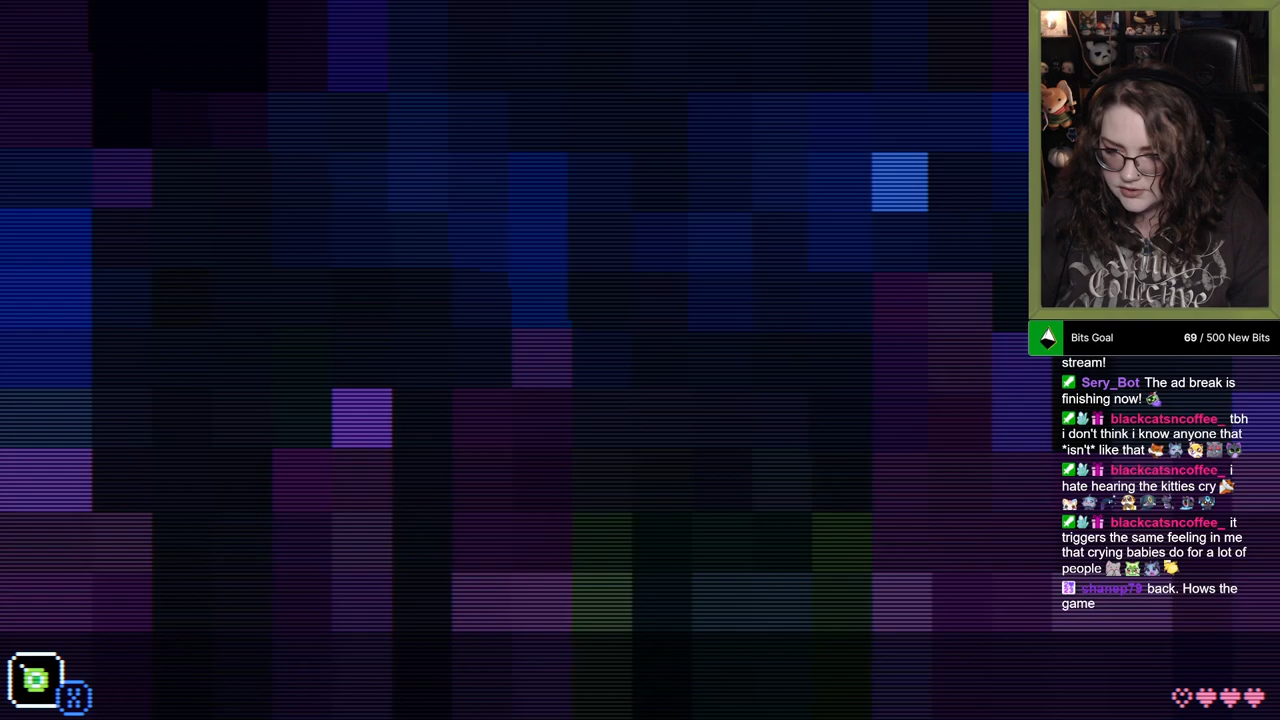 Collective
Bits Goal
69 / 500 New Bits
stream!
Sery_Bot The ad break is
finishing now!
blackcatsncoffee_ tbh
i don't think i know anyone that
*isn't* like that
blackcatsncoffee_ i
hate hearing the kitties cry
blackcatsncoffee_ it
triggers the same feeling in me
that crying babies do for a lot of
people
shanep79 back. Hows the
game
X